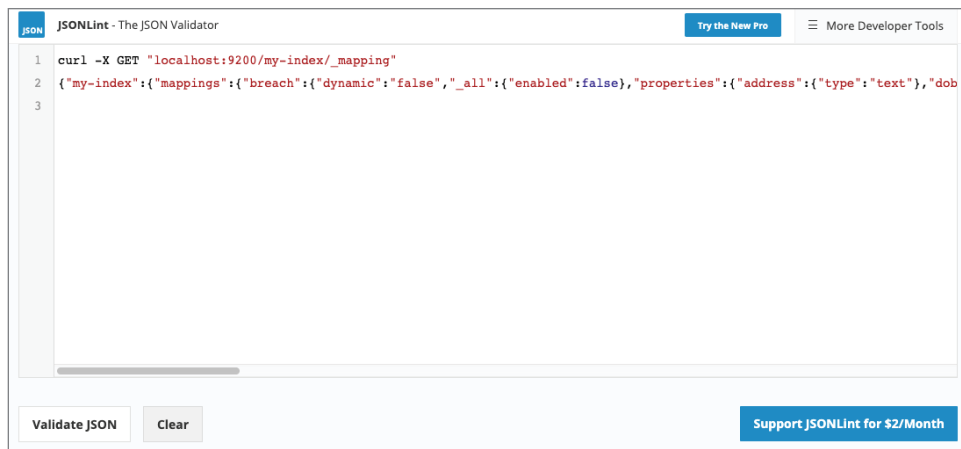 JSON JSONLint - The JSON Validator Try the New Pro ☰ More Developer Tools
1 curl -X GET "localhost:9200/my-index/_mapping"
2 {"my-index":{"mappings":{"breach":{"dynamic":"false","_all":{"enabled":false},"properties":{"address":{"type":"text"},"dob
3
Validate JSON Clear Support JSONLint for $2/Month